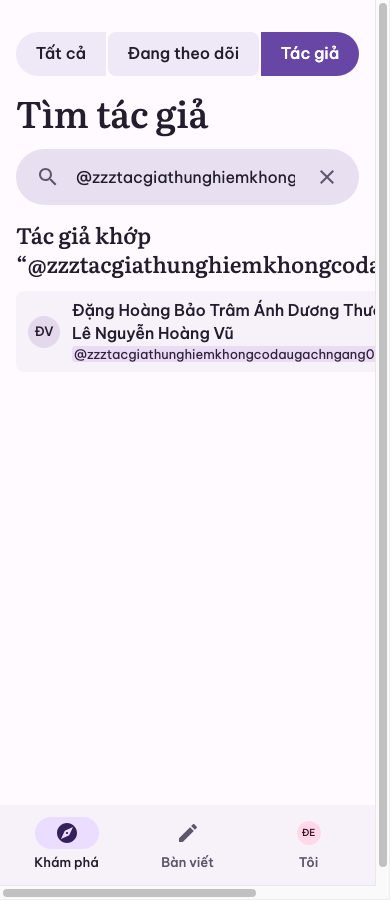 Tất cả
Đang theo dõi
Tác giả
Tìm tác giả
@zzztacgiathunghiemkhong
Tác giả khớp
“@zzztacgiathunghiemkhongcoda
ĐV
Đặng Hoàng Bảo Trâm Ánh Dương Thư
Lê Nguyễn Hoàng Vũ
@zzztacgiathunghiemkhongcodaugachngang0
Khám phá
Bàn viết
ĐE
Tôi